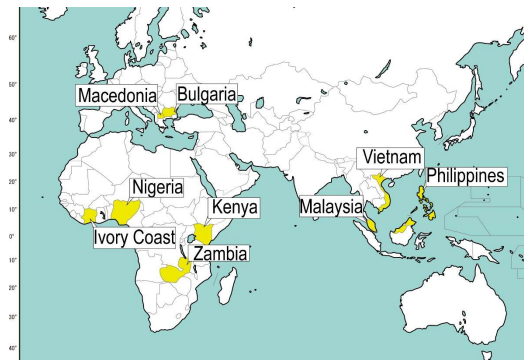 60°
50°
Macedonia Bulgaria
40°
30°
Vietnam
20°
Philippines
Nigeria
10°
Kenya
Malaysia
Ivory Coast
0°
Zambia
10°
20°
30°
40°